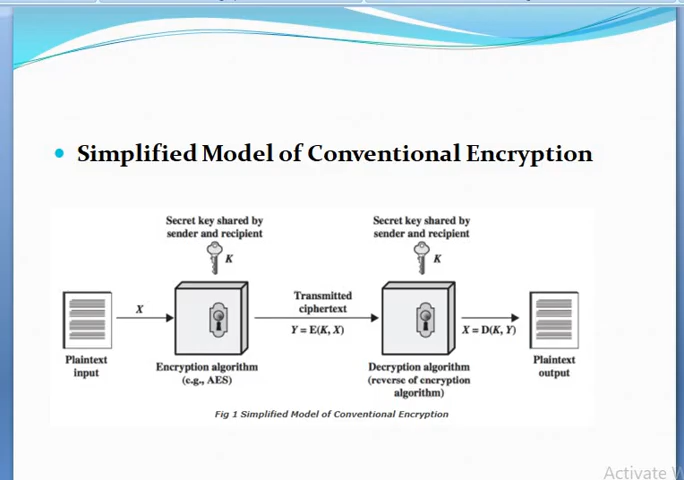 Simplified Model of Conventional Encryption
Secret key shared by
sender and recipient
K
Secret key shared by
sender and recipient
K
X
Transmitted
ciphertext
Y = E(K, X)
X = D(K, Y)
Plaintext
input
Encryption algorithm
(e.g., AES)
Decryption algorithm
(reverse of encryption
algorithm)
Plaintext
output
Fig 1 Simplified Model of Conventional Encryption
Activate